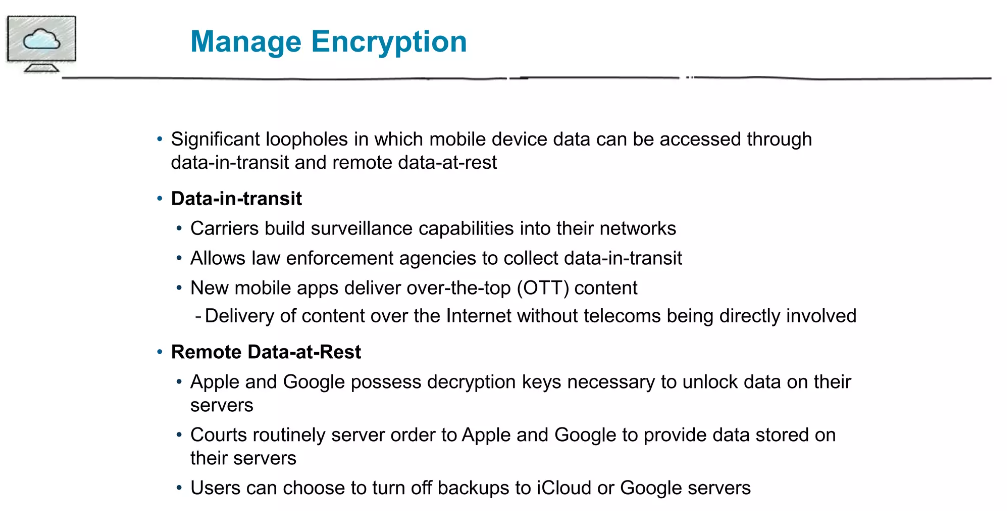 Manage Encryption
• Significant loopholes in which mobile device data can be accessed through
data-in-transit and remote data-at-rest
• Data-in-transit
• Carriers build surveillance capabilities into their networks
• Allows law enforcement agencies to collect data-in-transit
• New mobile apps deliver over-the-top (OTT) content
- Delivery of content over the Internet without telecoms being directly involved
• Remote Data-at-Rest
• Apple and Google possess decryption keys necessary to unlock data on their
servers
• Courts routinely server order to Apple and Google to provide data stored on
their servers
• Users can choose to turn off backups to iCloud or Google servers